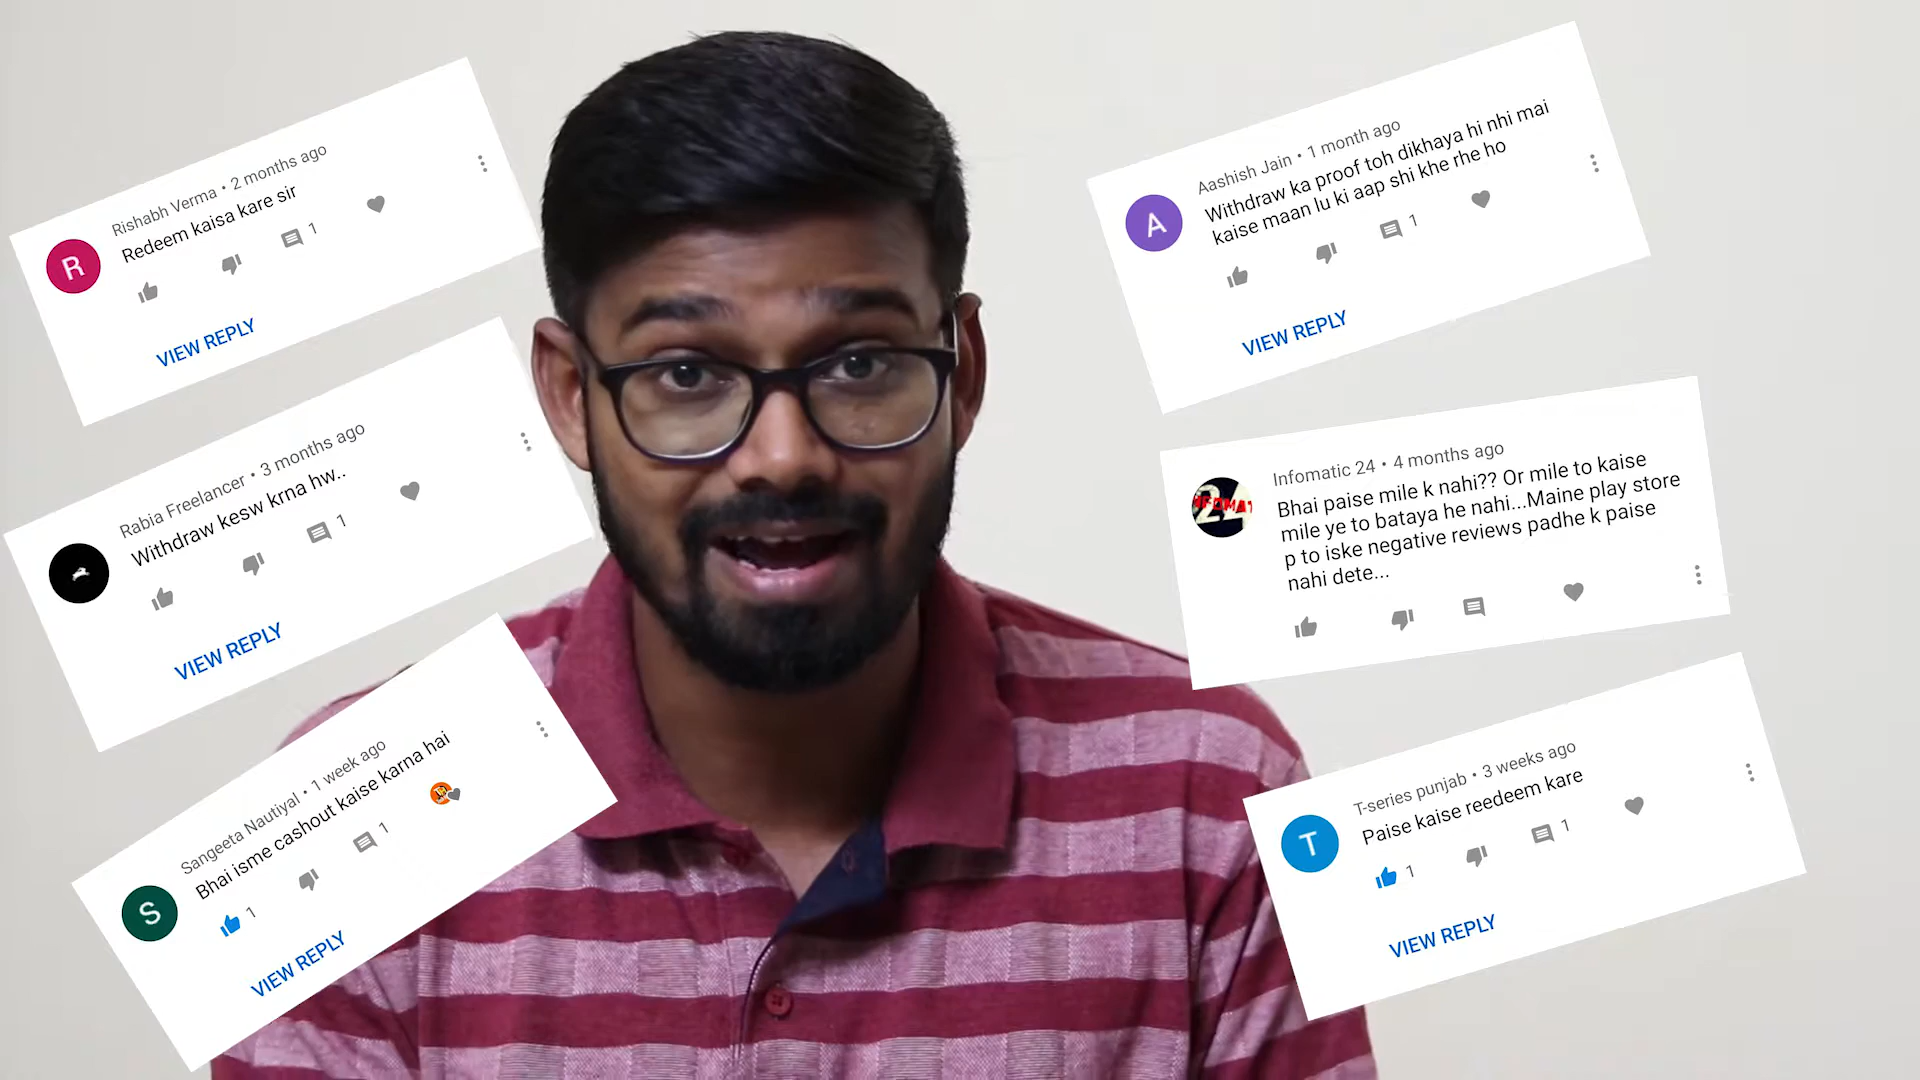 Rishabh Verma • 2 months ago
Redeem kaisa kare sir
R
1
VIEW REPLY
Rabia Freelancer • 3 months ago
Withdraw kesw krna hw..
1
VIEW REPLY
Sangeeta Nautiyal • 1 week ago
Bhai isme cashout kaise karna hai
S
1 1
VIEW REPLY
Aashish Jain • 1 month ago
Withdraw ka proof toh dikhaya hi nhi mai
kaise maan lu ki aap shi khe rhe ho
A
1
VIEW REPLY
Infomatic 24 • 4 months ago
Bhai paise mile k nahi?? Or mile to kaise
mile ye to bataya he nahi...Maine play store
p to iske negative reviews padhe k paise
nahi dete...
24
T-series punjab • 3 weeks ago
Paise kaise reedeem kare
T
1 1
VIEW REPLY